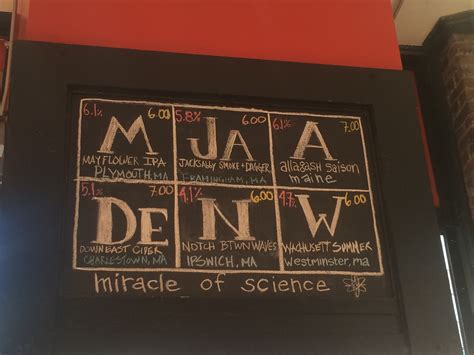 6.1% 6.00
M
MAYFLOWER IPA
PLYMOUTH, MA
5.8% 6.00
JA
JACKSABBY SMOKE + DAGGER
FRAMINGHAM, MA
6.1% 7.00
A
allagash saison
maine
5.1% 7.00
DE
DOWNEAST CIDER
CHARLESTOWN, MA
4.1% 6.00
N
NOTCH BTWN WAVES
IPSWICH, MA
4.7% 6.00
W
WACHUSETT SUMMER
Westminster, ma
miracle of science